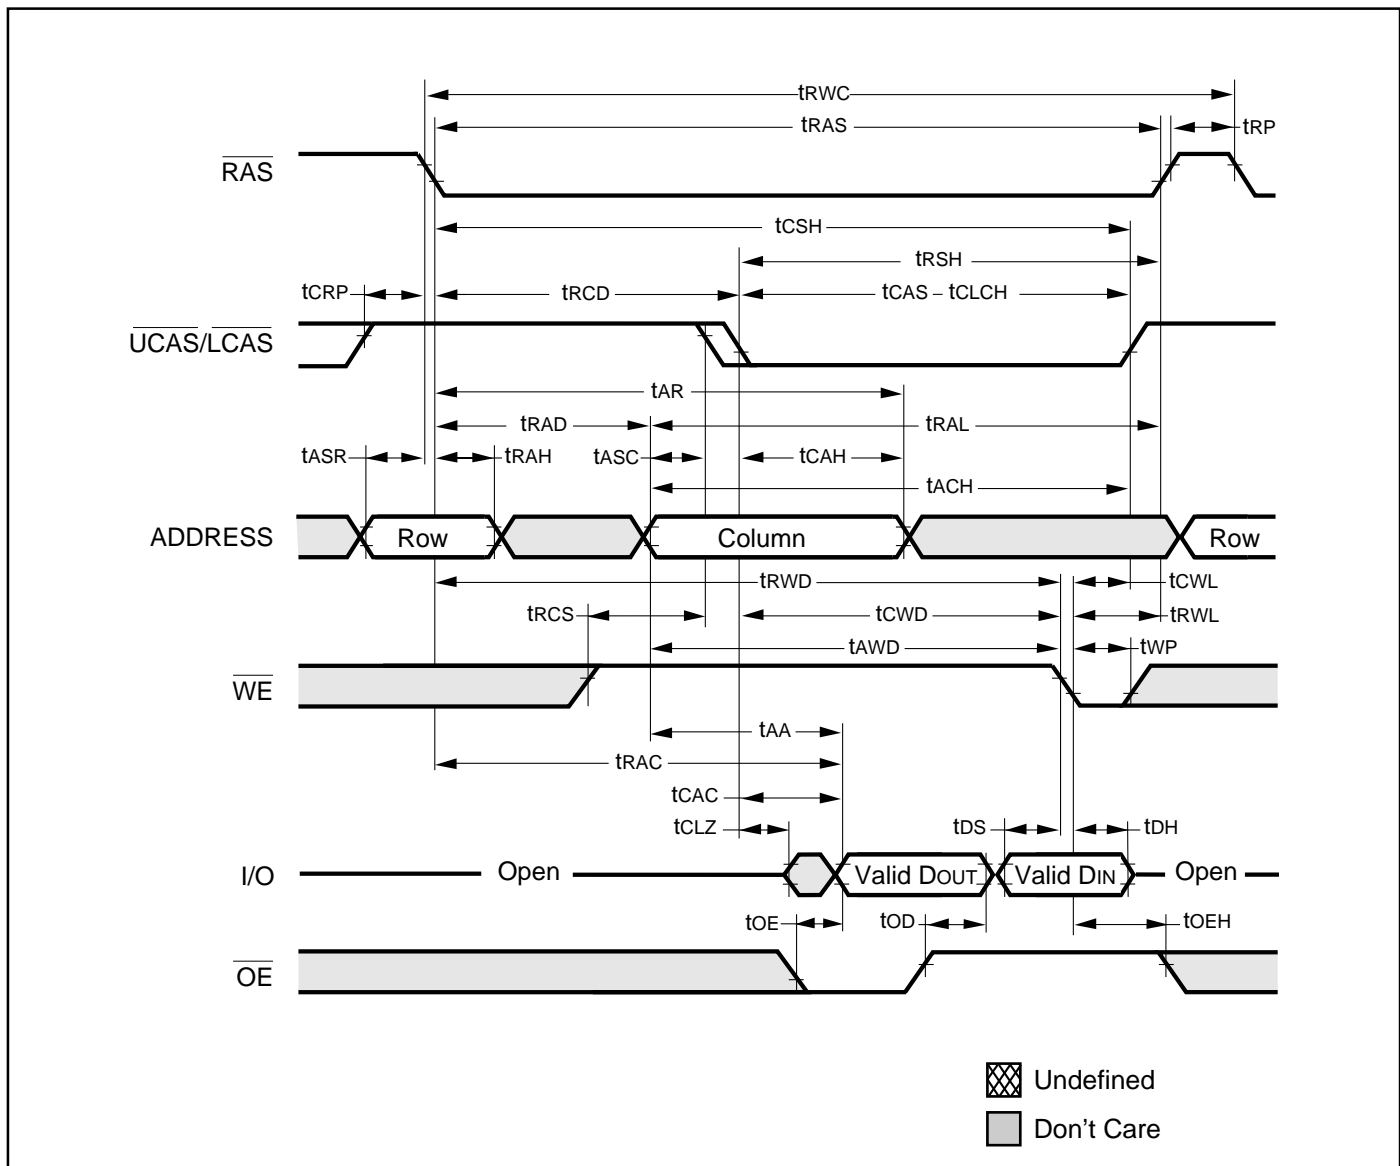 tRWC
tRAS
tRP
RAS
tCSH
tRSH
tCRP
tRCD
tCAS – tCLCH
UCAS/LCAS
tAR
tRAD
tRAL
tASR
tRAH
tASC
tCAH
tACH
ADDRESS
Row
Column
Row
tRWD
tCWL
tRCS
tCWD
tRWL
tAWD
tWP
WE
tAA
tRAC
tCAC
tCLZ
tDS
tDH
I/O
Open
Valid DOUT
Valid DIN
Open
tOE
tOD
tOEH
OE
Undefined
Don't Care